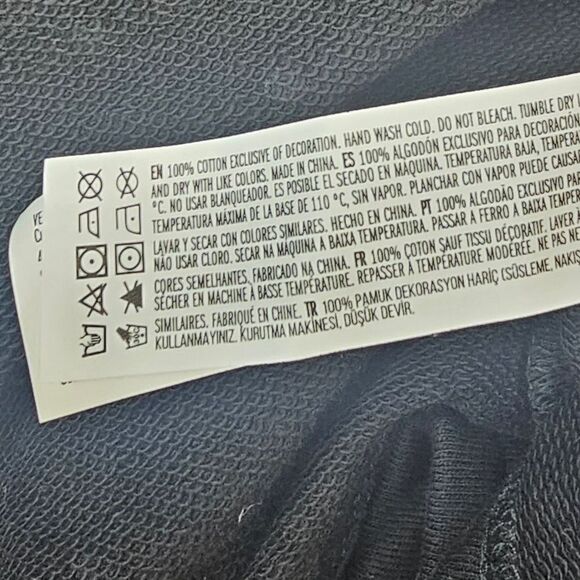 EN 100% COTTON EXCLUSIVE OF DECORATION. HAND WASH COLD. DO NOT BLEACH. TUMBLE DRY
AND DRY WITH LIKE COLORS. MADE IN CHINA. ES 100% ALGODÓN EXCLUSIVO PARA DECORACIÓN
°C. NO USAR BLANQUEADOR. ES POSIBLE EL SECADO EN MAQUINA. TEMPERATURA BAJA, TEMPERA
TEMPERATURA MÁXIMA DE LA BASE DE 110 °C, SIN VAPOR. PLANCHAR CON VAPOR PUEDE CAUSA
LAVAR Y SECAR CON COLORES SIMILARES. HECHO EN CHINA. PT 100% ALGODÃO EXCLUSIVO PAR
NÃO USAR CLORO. SECAR NA MÁQUINA A BAIXA TEMPERATURA. PASSAR A FERRO A BAIXA TEMPE
CORES SEMELHANTES, FABRICADO NA CHINA. FR 100% COTON SAUF TISSU DÉCORATIF. LAVER
SÉCHER EN MACHINE À BASSE TEMPÉRATURE. REPASSER À TEMPÉRATURE MODÉRÉE. NE PAS NE
SIMILAIRES. FABRIQUÉ EN CHINE. TR 100% PAMUK DEKORASYON HARİÇ (SÜSLEME, NAKIŞ
KULLANMAYINIZ. KURUTMA MAKİNESİ, DÜŞÜK DEVİR.